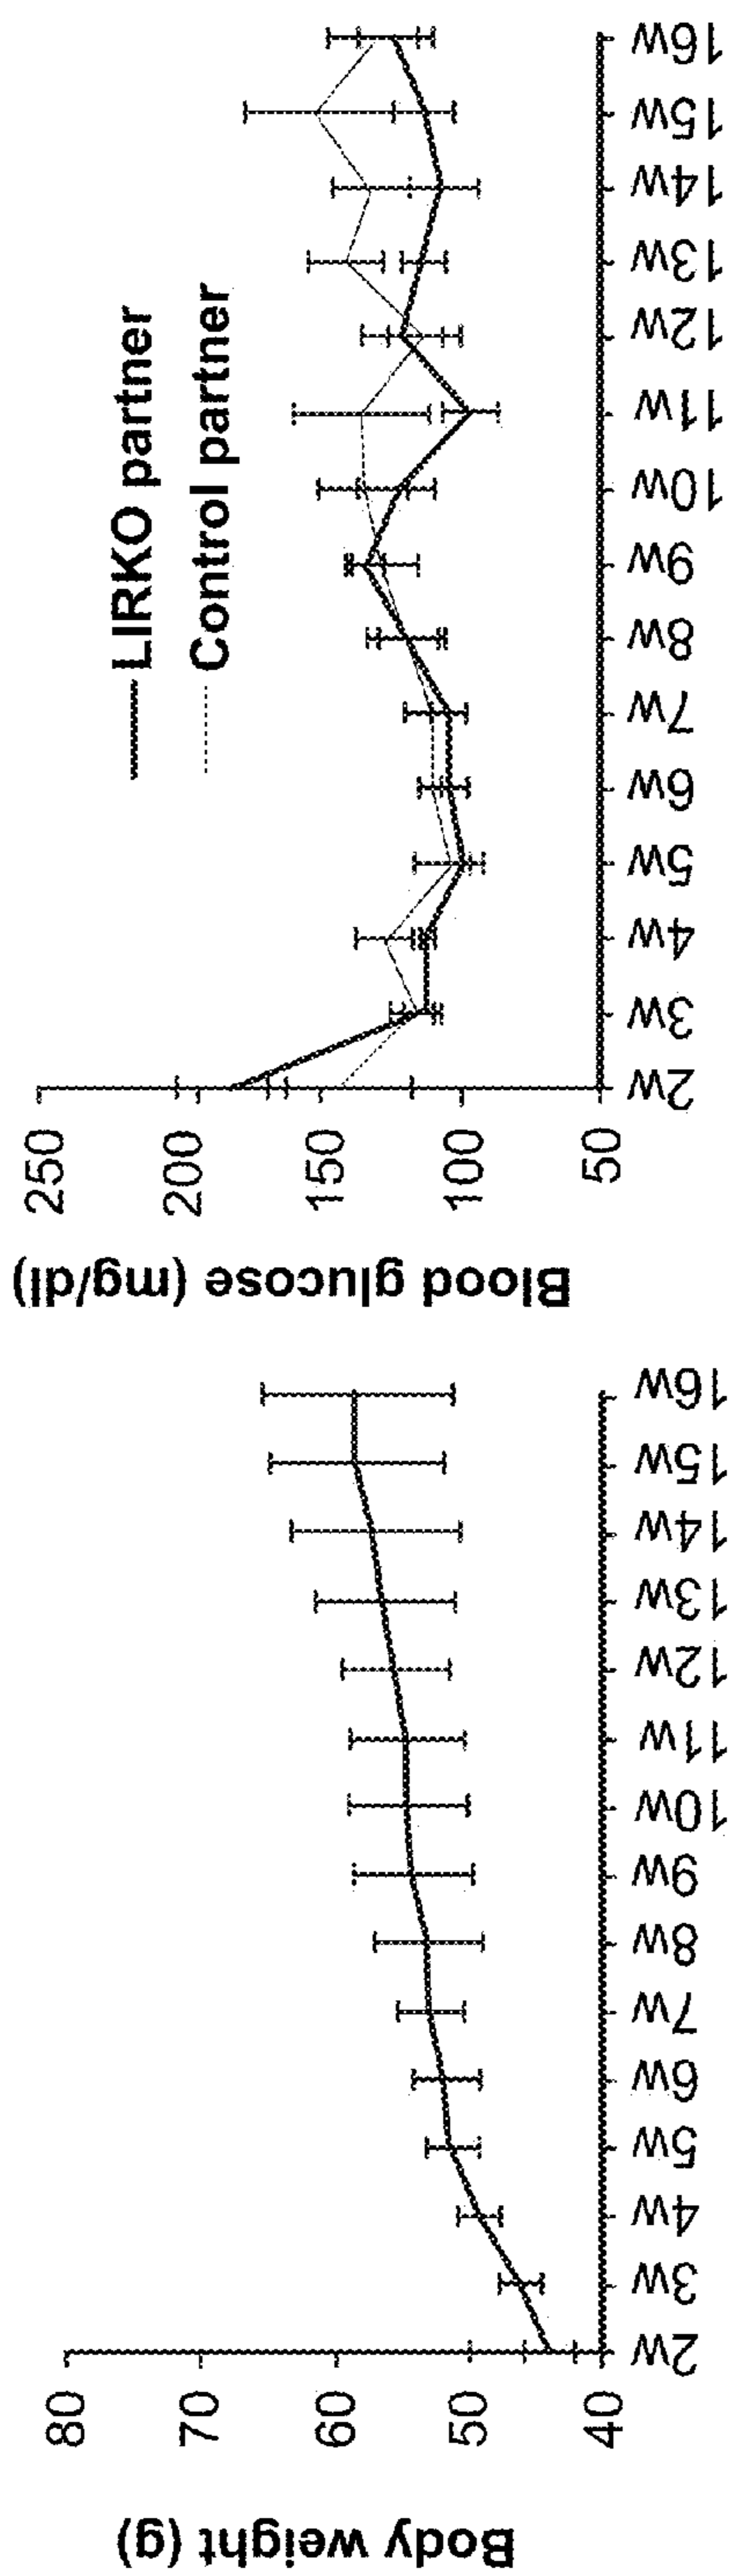 Body weight (g)
80
70
60
50
40
2w
3w
4w
5w
6w
7w
8w
9w
10w
11w
12w
13w
14w
15w
16w
Blood glucose (mg/dl)
250
200
150
100
50
2w
3w
4w
5w
6w
7w
8w
9w
10w
11w
12w
13w
14w
15w
16w
LIRKO partner
Control partner